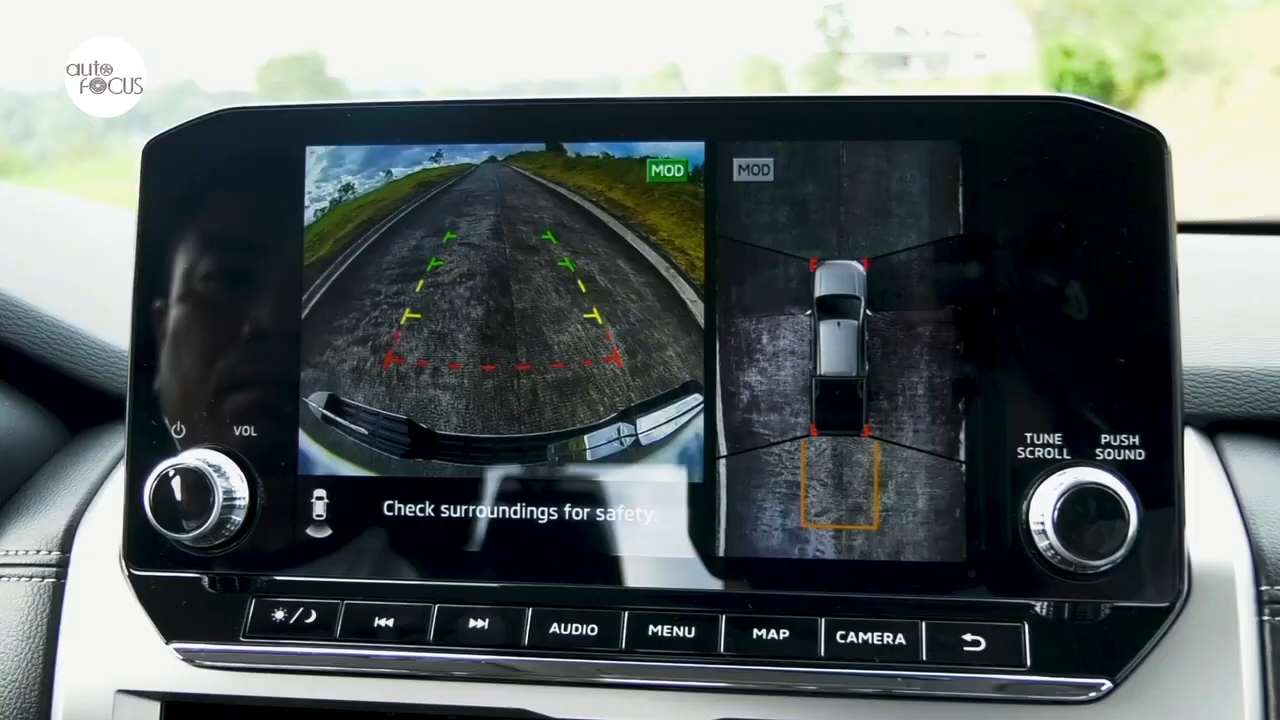 auto
FOCUS
MOD
MOD
VOL
TUNE
SCROLL
PUSH
SOUND
Check surroundings for safety.
AUDIO
MENU
MAP
CAMERA